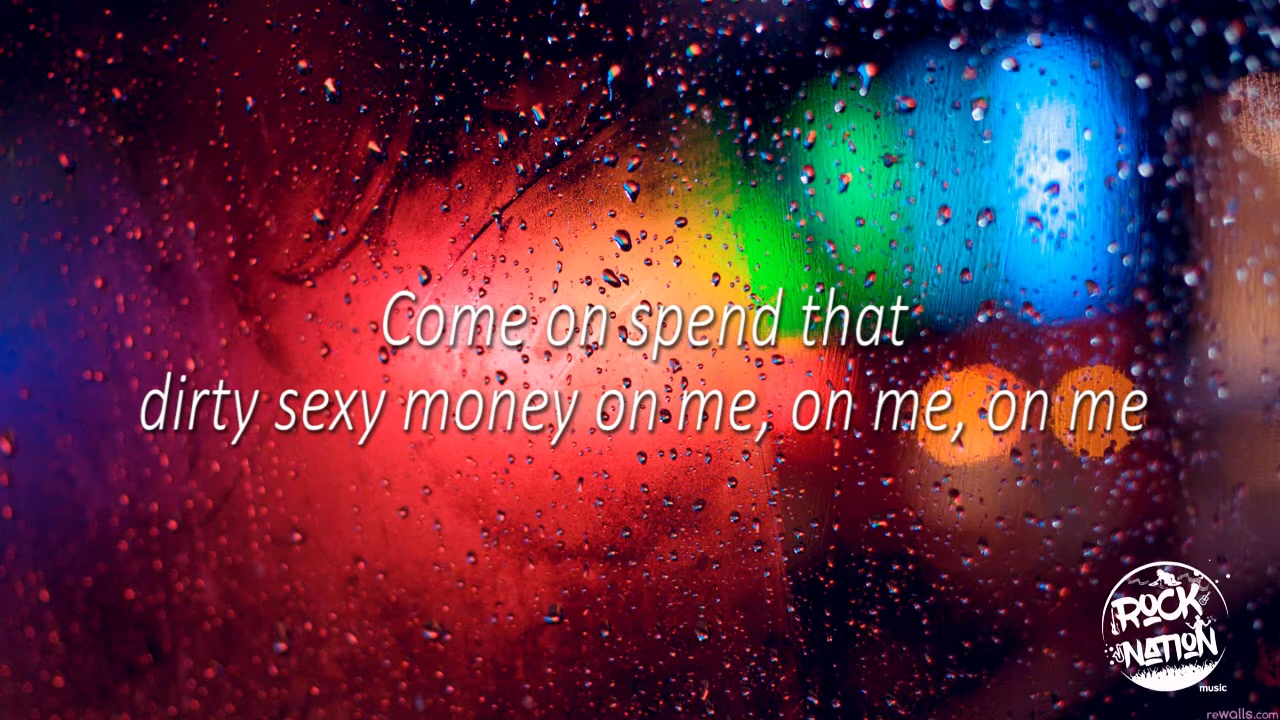 Come on spend that
dirty sexy money on me, on me, on me
ROCK
NATION
music
rewalls.com